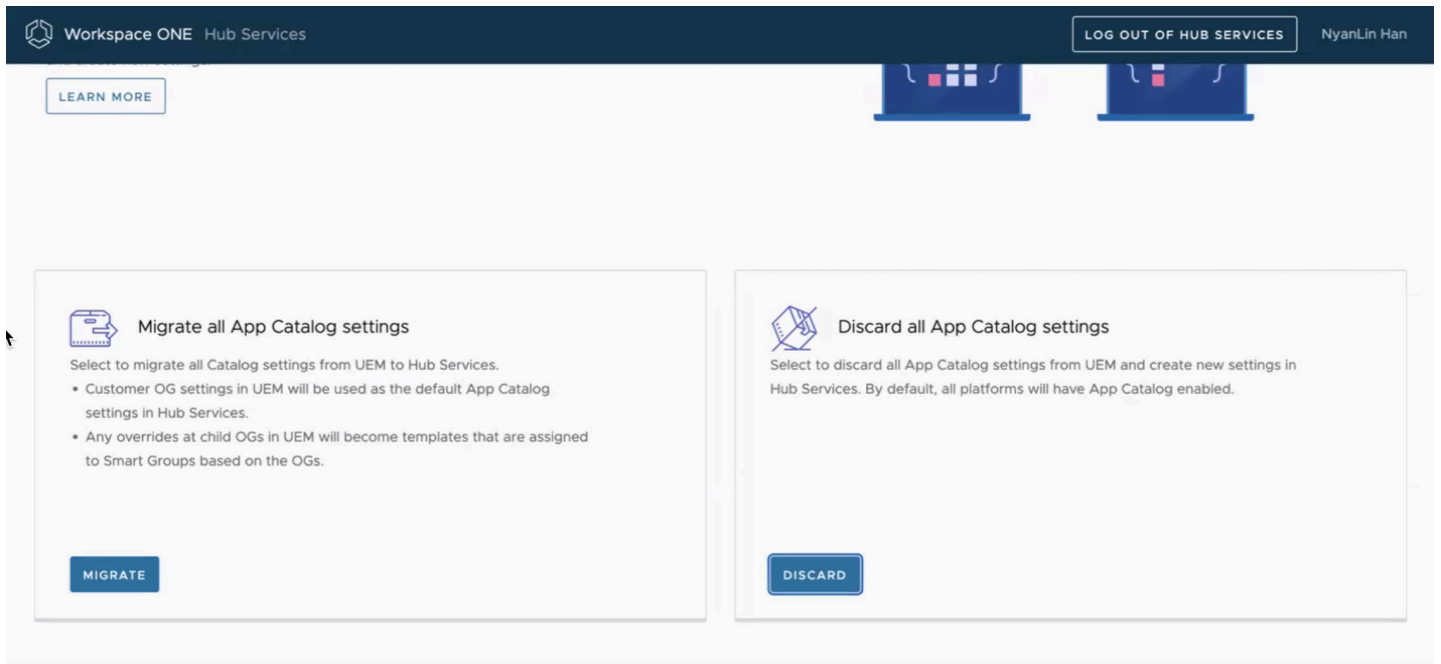 Workspace ONE Hub Services
LOG OUT OF HUB SERVICES
NyanLin Han
LEARN MORE
Migrate all App Catalog settings
Select to migrate all Catalog settings from UEM to Hub Services.
• Customer OG settings in UEM will be used as the default App Catalog
settings in Hub Services.
• Any overrides at child OGs in UEM will become templates that are assigned
to Smart Groups based on the OGs.
MIGRATE
Discard all App Catalog settings
Select to discard all App Catalog settings from UEM and create new settings in
Hub Services. By default, all platforms will have App Catalog enabled.
DISCARD